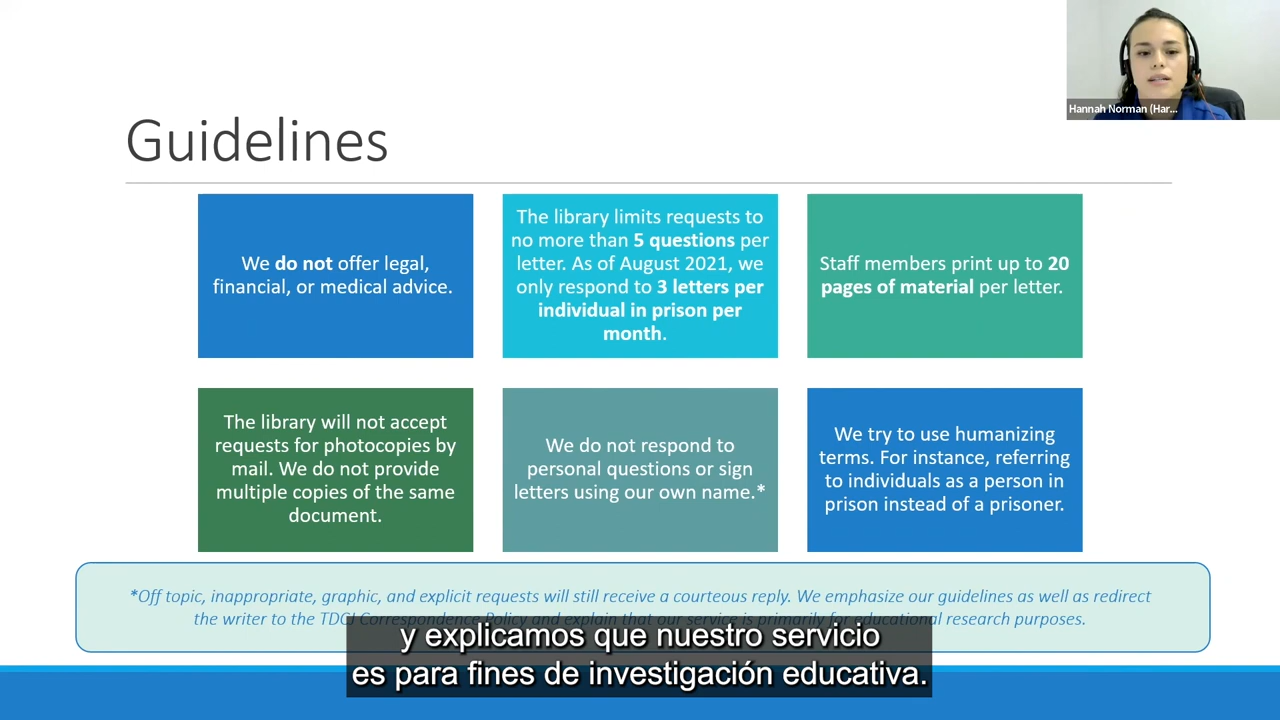 Hannah Norman (Har...
Guidelines
We do not offer legal,
financial, or medical advice.
The library limits requests to
no more than 5 questions per
letter. As of August 2021, we
only respond to 3 letters per
individual in prison per
month.
Staff members print up to 20
pages of material per letter.
The library will not accept
requests for photocopies by
mail. We do not provide
multiple copies of the same
document.
We do not respond to
personal questions or sign
letters using our own name.*
We try to use humanizing
terms. For instance, referring
to individuals as a person in
prison instead of a prisoner.
*Off topic, inappropriate, graphic, and explicit requests will still receive a courteous reply. We emphasize our guidelines as well as redirect
the writer to the TDCJ Correspondence Policy and explain that our service is primarily for educational research purposes.
y explicamos que nuestro servicio
es para fines de investigación educativa.